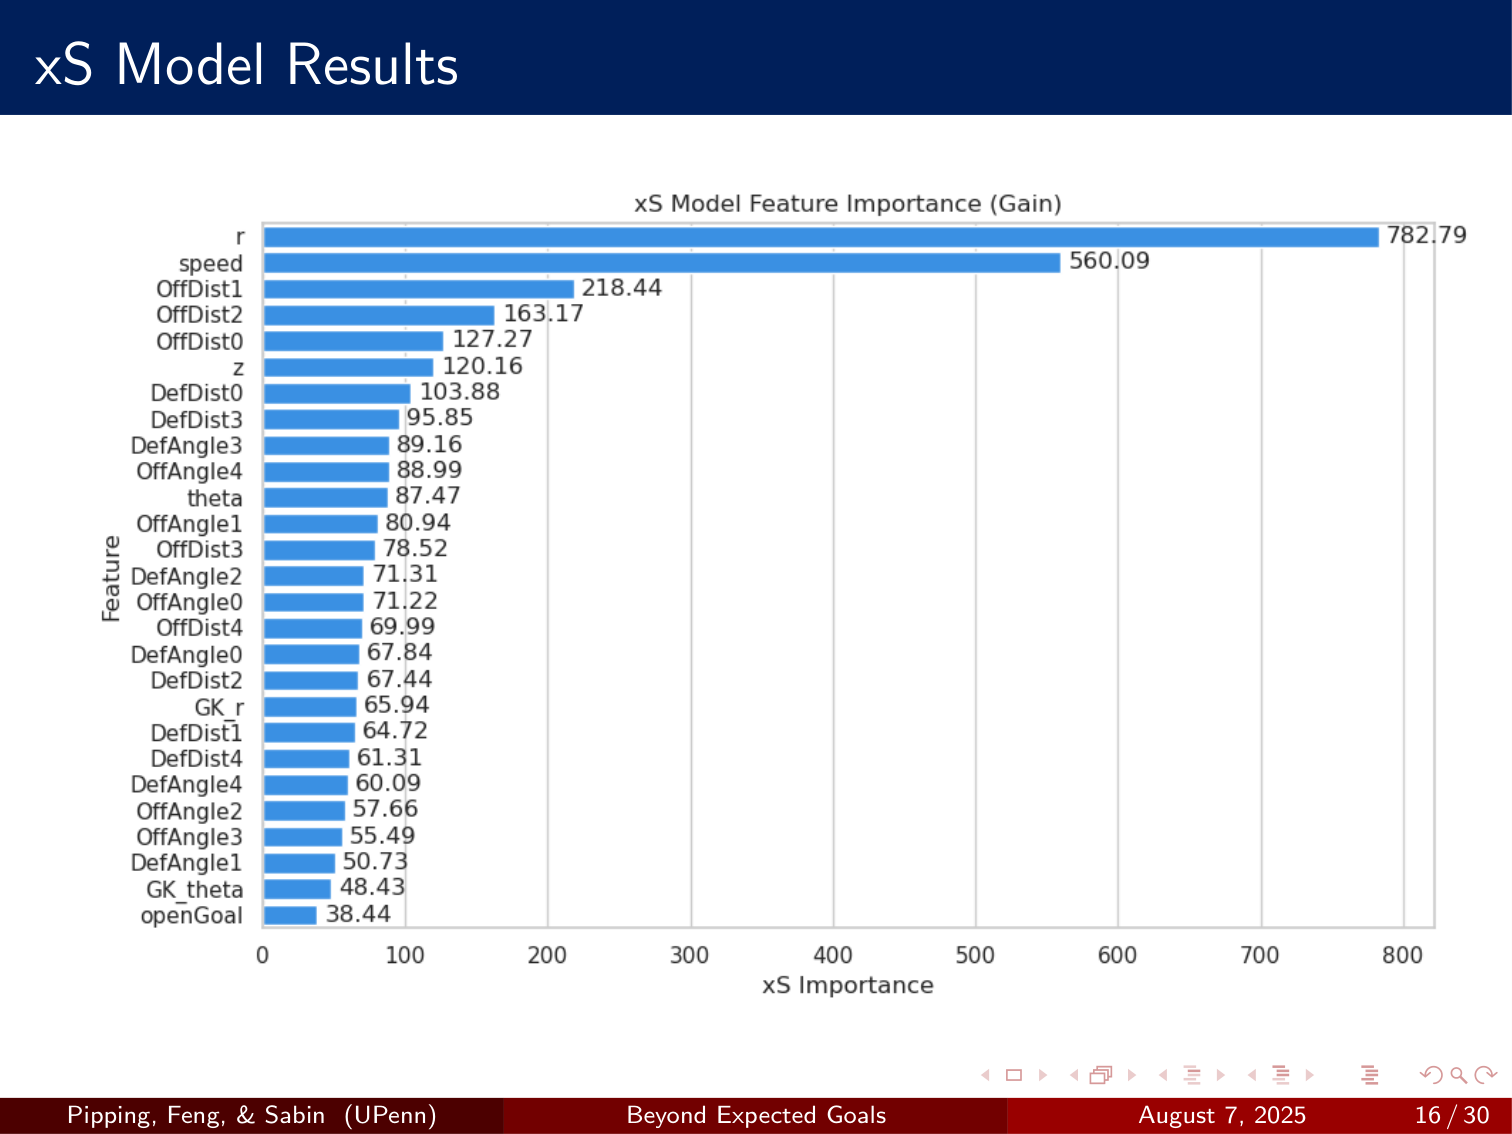 xS Model Results
xS Model Feature Importance (Gain)
r 782.79
speed 560.09
OffDist1 218.44
OffDist2 163.17
OffDist0 127.27
z 120.16
DefDist0 103.88
DefDist3 95.85
DefAngle3 89.16
OffAngle4 88.99
theta 87.47
OffAngle1 80.94
OffDist3 78.52
DefAngle2 71.31
OffAngle0 71.22
OffDist4 69.99
DefAngle0 67.84
DefDist2 67.44
GK_r 65.94
DefDist1 64.72
DefDist4 61.31
DefAngle4 60.09
OffAngle2 57.66
OffAngle3 55.49
DefAngle1 50.73
GK_theta 48.43
openGoal 38.44
Feature
0 100 200 300 400 500 600 700 800
xS Importance
Pipping, Feng, & Sabin (UPenn) Beyond Expected Goals August 7, 2025 16 / 30